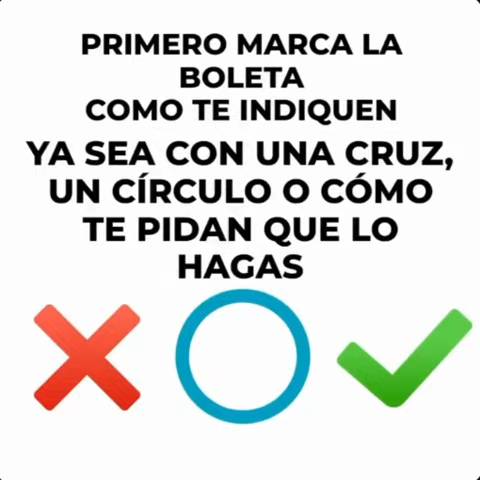 PRIMERO MARCA LA
BOLETA
COMO TE INDIQUEN
YA SEA CON UNA CRUZ,
UN CÍRCULO O CÓMO
TE PIDAN QUE LO
HAGAS